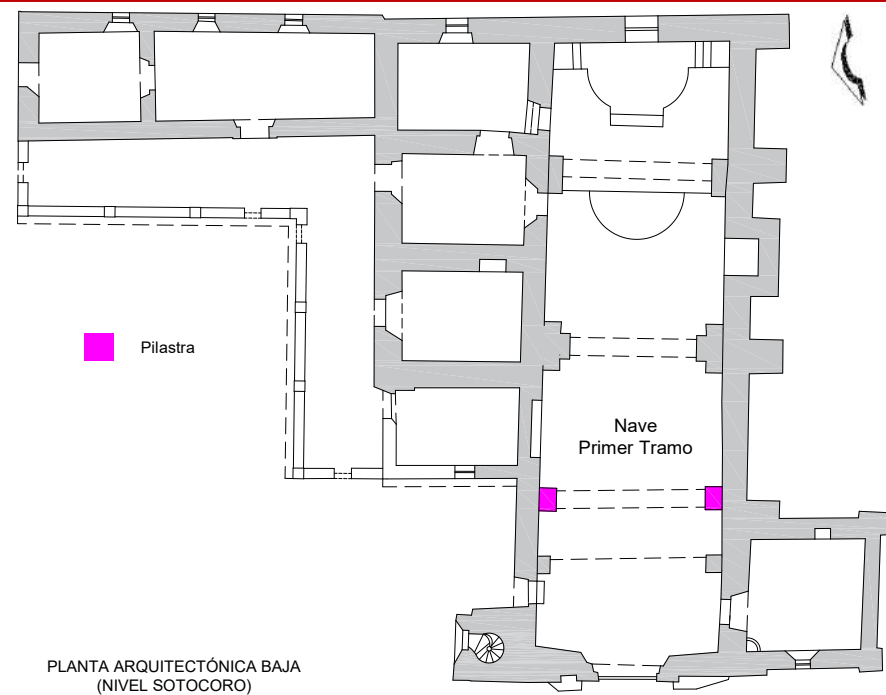 Pilastra
Nave
Primer Tramo
PLANTA ARQUITECTÓNICA BAJA
(NIVEL SOTOCORO)